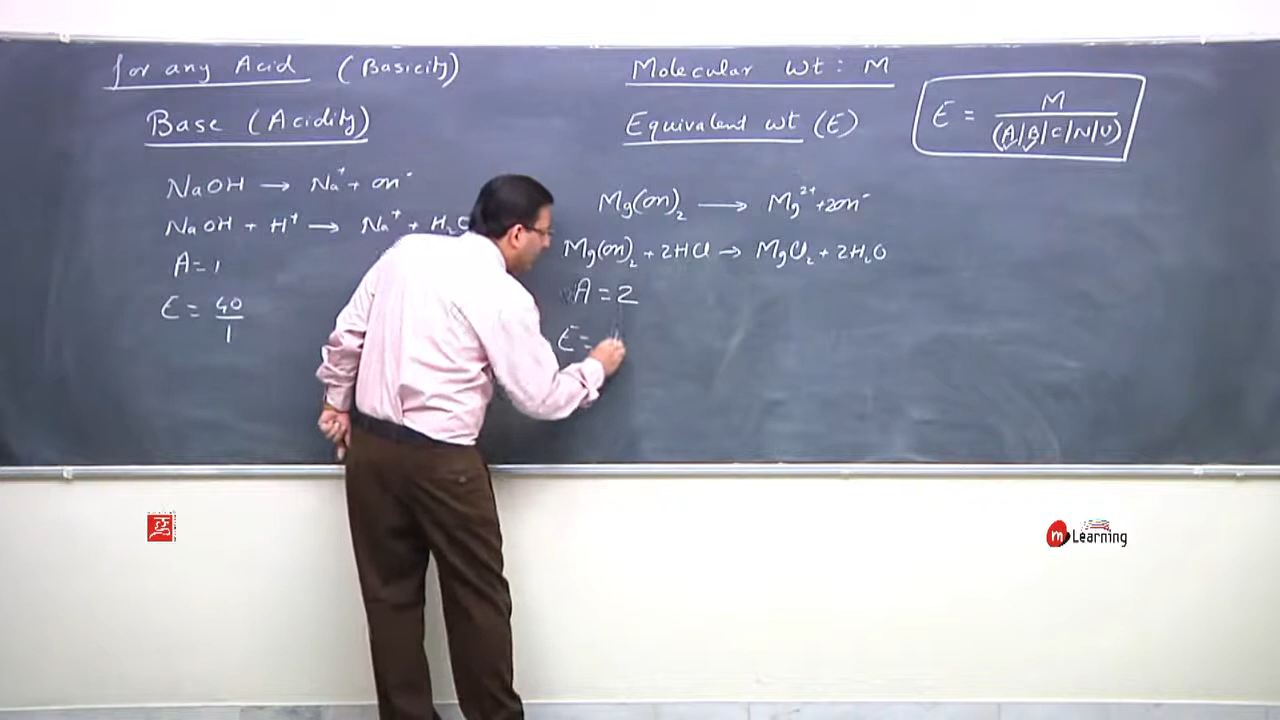 for any Acid (Basicity)
Base (Acidity)
NaOH → Na⁺ + OH⁻
NaOH + H⁺ → Na⁺ + H₂O
A = 1
E = 40/1
Molecular wt : M
Equivalent wt (E)
E = M/(A|B|C|N|U)
Mg(OH)₂ → Mg²⁺ + 2OH⁻
Mg(OH)₂ + 2HCl → MgCl₂ + 2H₂O
A = 2
E =
m Learning